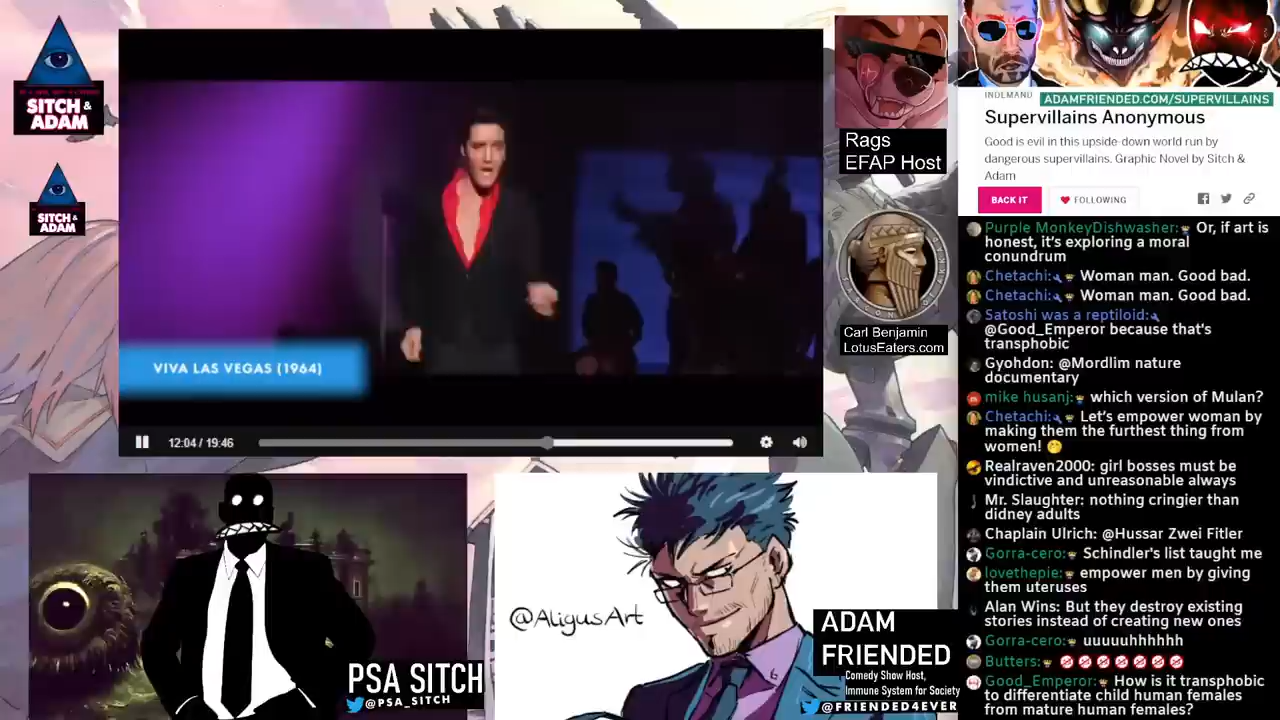 SITCH &
ADAM
SITCH &
ADAM
VIVA LAS VEGAS (1964)
12:04 / 19:46
Rags
EFAP Host
Carl Benjamin
LotusEaters.com
@AligusArt
PSA SITCH
@PSA_SITCH
ADAM
FRIENDED
Comedy Show Host,
Immune System for Society
@FRIENDED4EVER
INDEMAND
ADAMFRIENDED.COM/SUPERVILLAINS
Supervillains Anonymous
Good is evil in this upside-down world run by
dangerous supervillains. Graphic Novel by Sitch &
Adam
BACK IT
FOLLOWING
Purple MonkeyDishwasher: Or, if art is
honest, it's exploring a moral
conundrum
Chetachi: Woman man. Good bad.
Chetachi: Woman man. Good bad.
Satoshi was a reptiloid:
@Good_Emperor because that's
transphobic
Gyohdon: @Mordlim nature
documentary
mike husanj: which version of Mulan?
Chetachi: Let's empower woman by
making them the furthest thing from
women!
Realraven2000: girl bosses must be
vindictive and unreasonable always
Mr. Slaughter: nothing cringier than
didney adults
Chaplain Ulrich: @Hussar Zwei Fitler
Gorra-cero: Schindler's list taught me
lovethepie: empower men by giving
them uteruses
Alan Wins: But they destroy existing
stories instead of creating new ones
Gorra-cero: uuuuuhhhhhh
Butters:
Good_Emperor: How is it transphobic
to differentiate child human females
from mature human females?